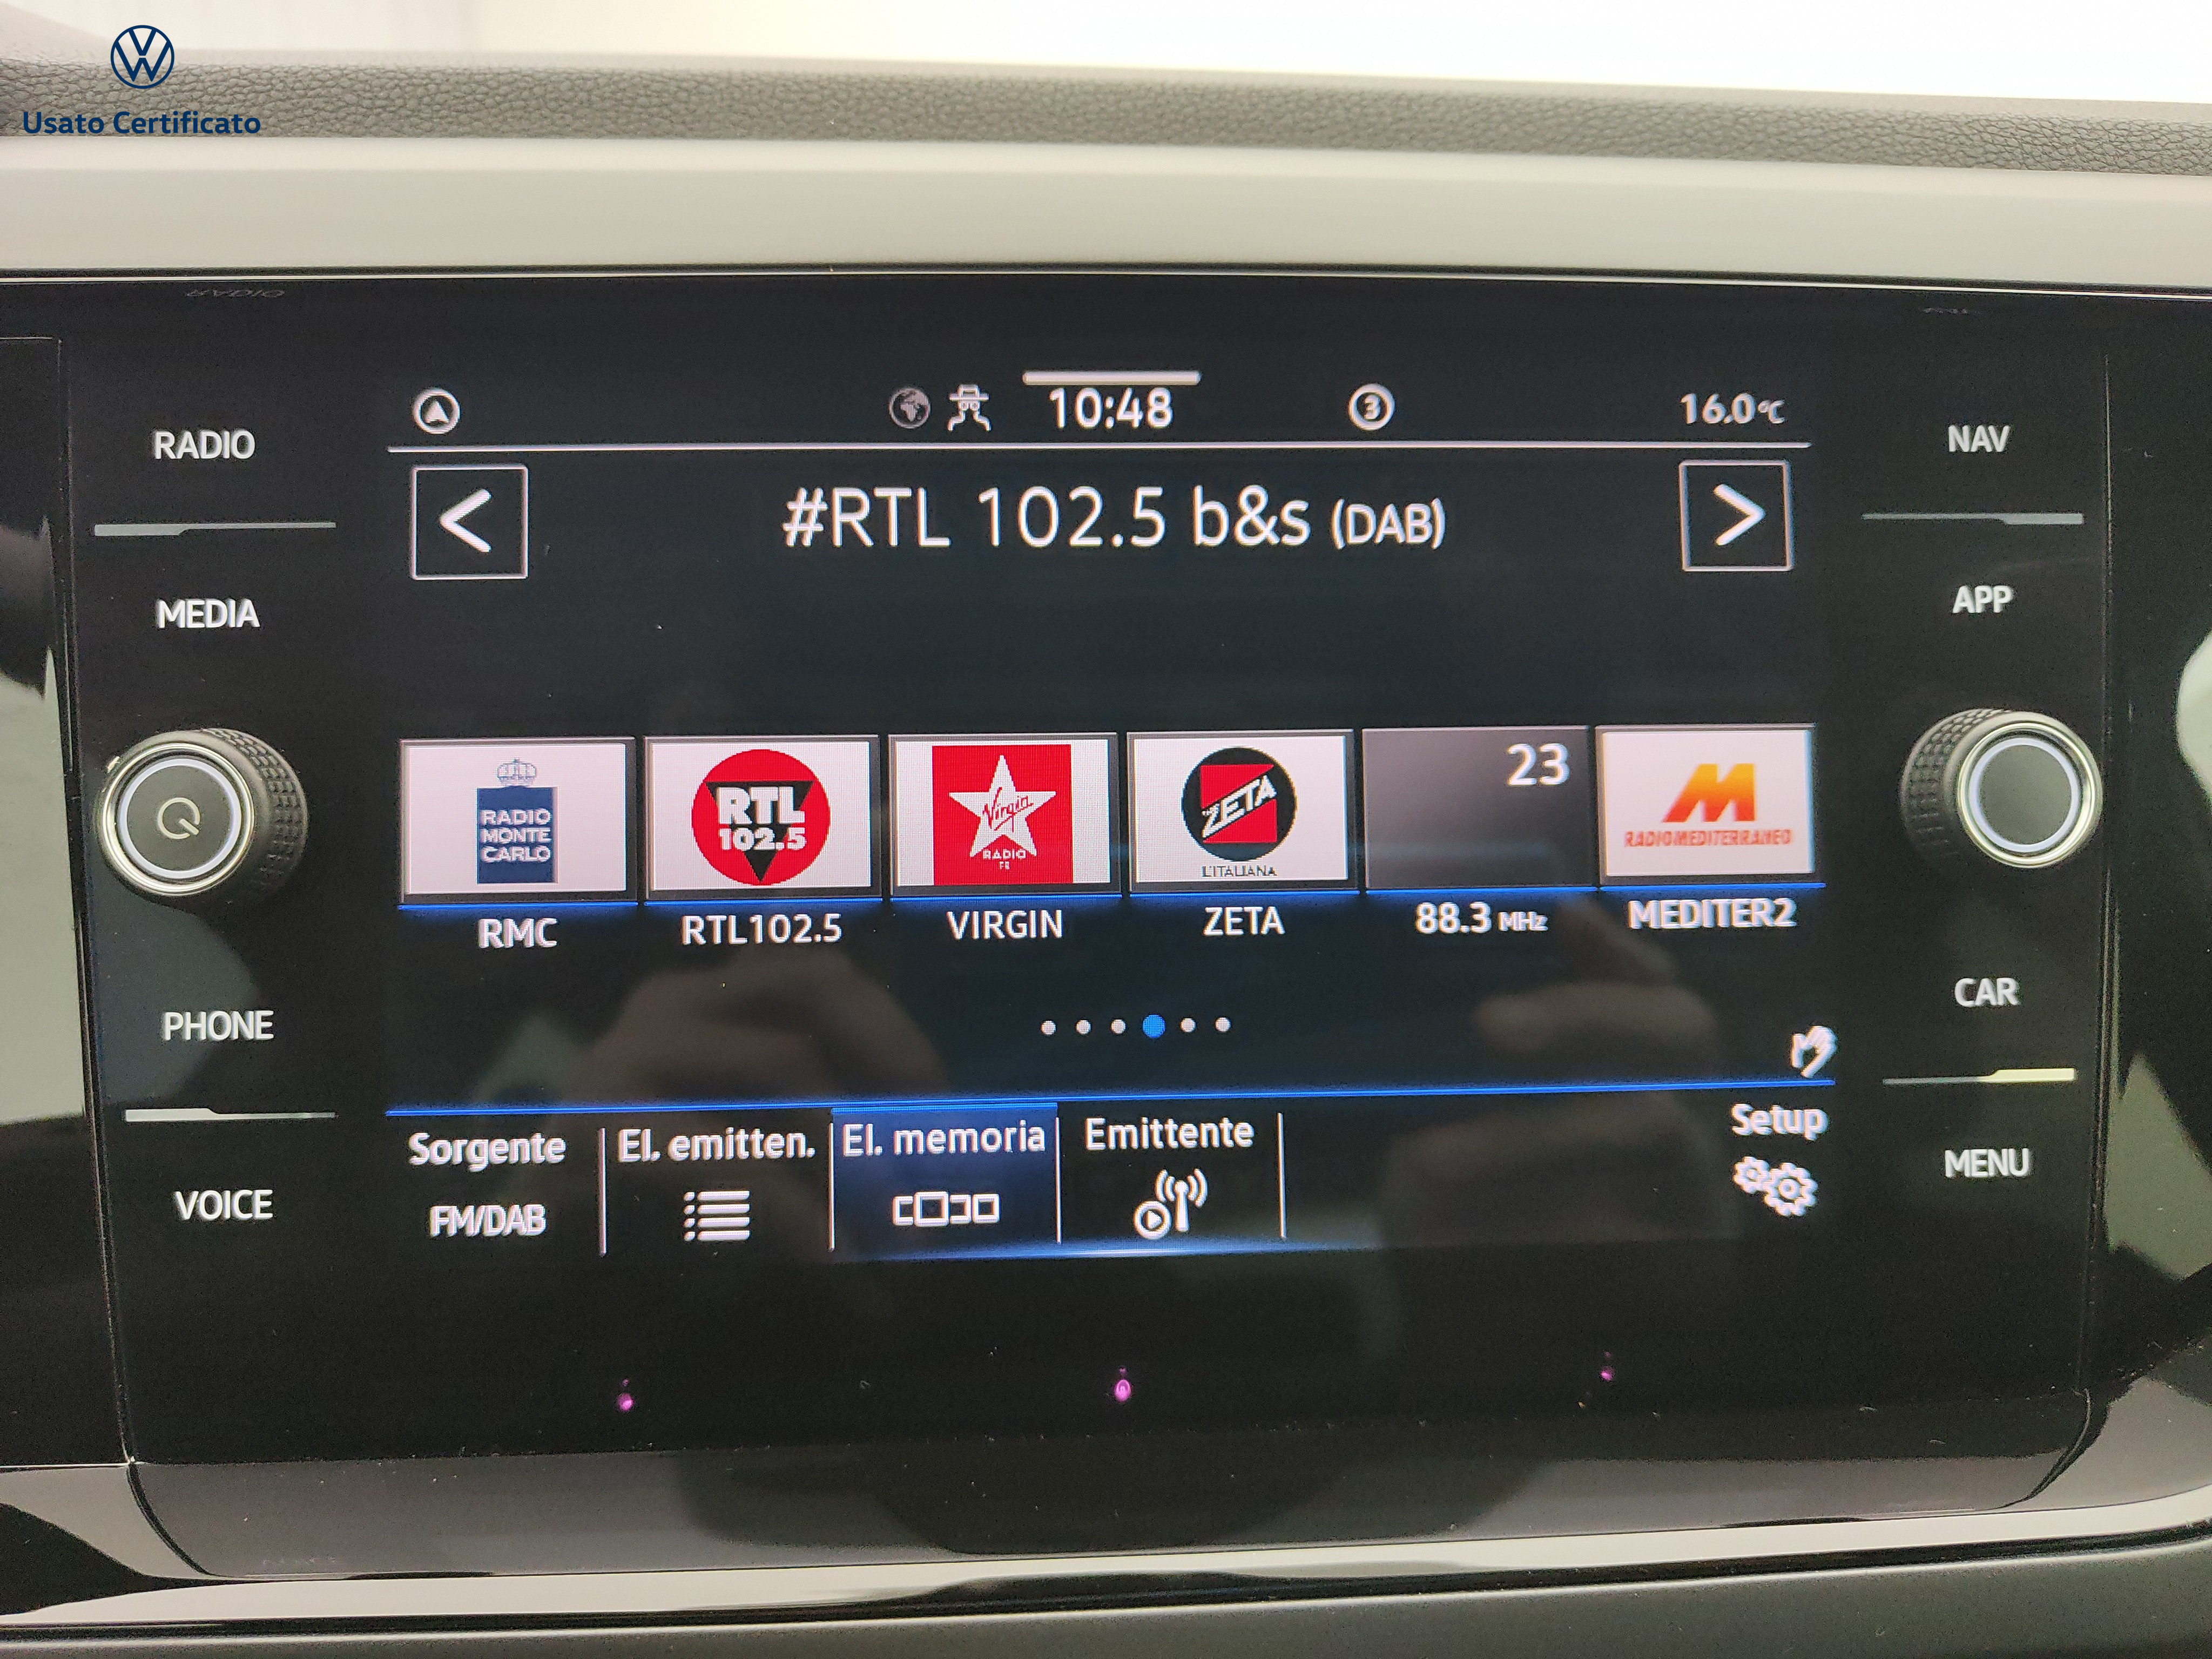 Usato Certificato
RADIO
MEDIA
PHONE
VOICE
NAV
APP
CAR
MENU
10:48
3
16.0°C
<
#RTL 102.5 b&s (DAB)
>
RADIO
MONTE
CARLO
RMC
RTL
102.5
RTL102.5
Virgin
RADIO
VIRGIN
ZETA
L'ITALIANA
ZETA
23
88.3 MHz
M
RADIOMEDITERRANEO
MEDITER2
Sorgente
FM/DAB
El. emitten.
El. memoria
Emittente
Setup